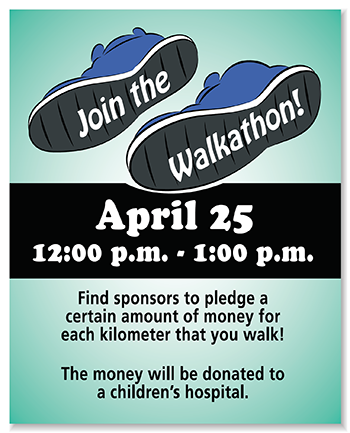 Join the
Walkathon!
April 25
12:00 p.m. - 1:00 p.m.
Find sponsors to pledge a
certain amount of money for
each kilometer that you walk!
The money will be donated to
a children's hospital.